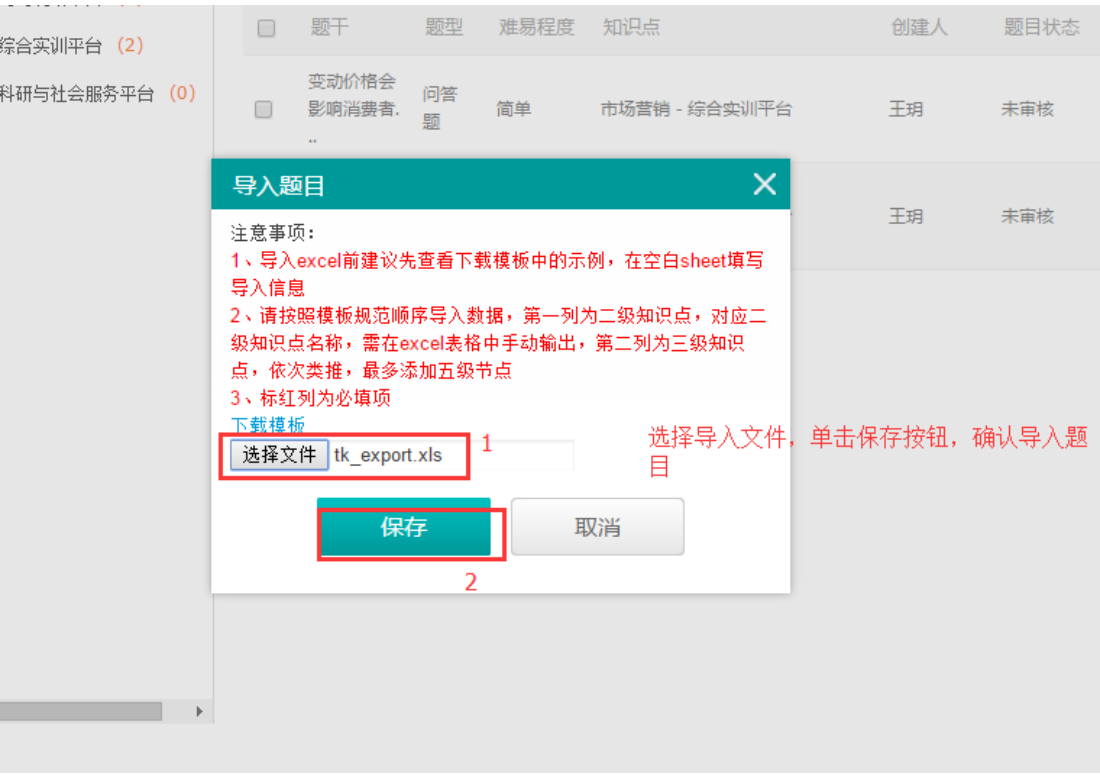 综合实训平台 (2)
科研与社会服务平台 (0)
题干 题型 难易程度 知识点 创建人 题目状态
变动价格会
影响消费者.
..
问答
题
简单 市场营销 - 综合实训平台 王玥 未审核
王玥 未审核
导入题目
注意事项：
1、导入excel前建议先查看下载模板中的示例，在空白sheet填写
导入信息
2、请按照模板规范顺序导入数据，第一列为二级知识点，对应二
级知识点名称，需在excel表格中手动输出，第二列为三级知识
点，依次类推，最多添加五级节点
3、标红列为必填项
下载模板
选择文件 tk_export.xls
1
选择导入文件，单击保存按钮，确认导入题
目
保存 取消
2